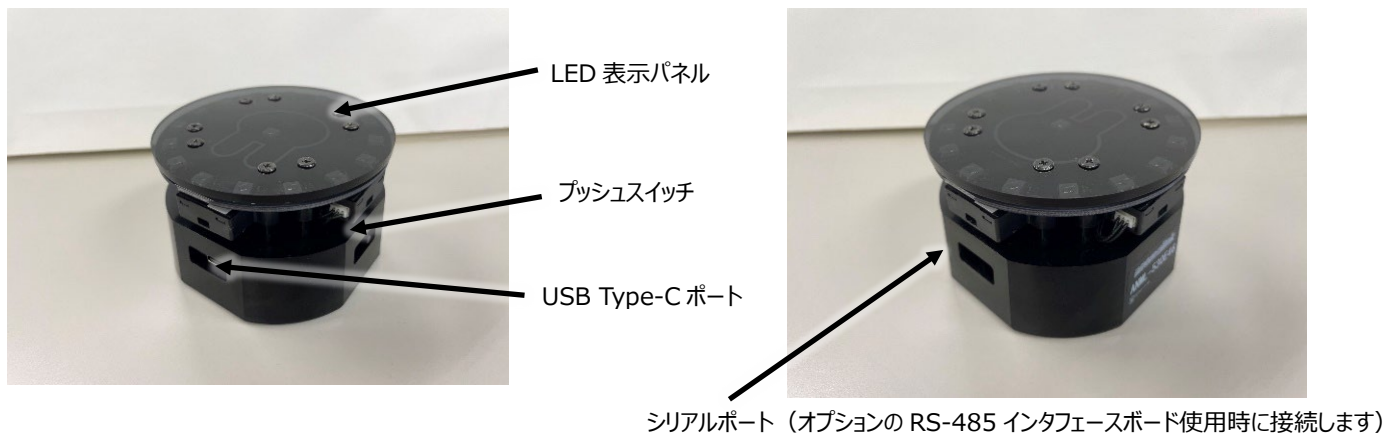 LED 表示パネル
プッシュスイッチ
USB Type-C ポート
シリアルポート（オプションの RS-485 インタフェースボード使用時に接続します）